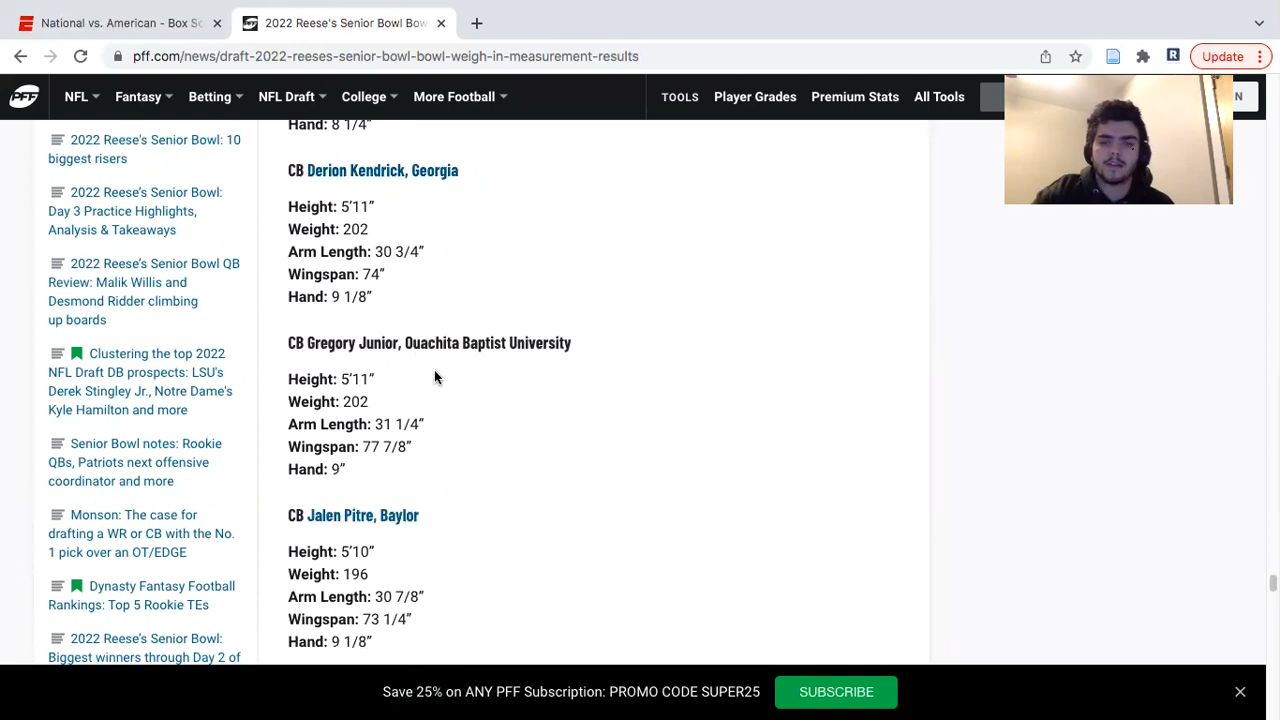 National vs. American - Box Sc
2022 Reese's Senior Bowl Bow
pff.com/news/draft-2022-reeses-senior-bowl-bowl-weigh-in-measurement-results
Update
PFF
NFL
Fantasy
Betting
NFL Draft
College
More Football
TOOLS
Player Grades
Premium Stats
All Tools
N
2022 Reese's Senior Bowl: 10
biggest risers
2022 Reese's Senior Bowl:
Day 3 Practice Highlights,
Analysis & Takeaways
2022 Reese's Senior Bowl QB
Review: Malik Willis and
Desmond Ridder climbing
up boards
Clustering the top 2022
NFL Draft DB prospects: LSU's
Derek Stingley Jr., Notre Dame's
Kyle Hamilton and more
Senior Bowl notes: Rookie
QBs, Patriots next offensive
coordinator and more
Monson: The case for
drafting a WR or CB with the No.
1 pick over an OT/EDGE
Dynasty Fantasy Football
Rankings: Top 5 Rookie TEs
2022 Reese's Senior Bowl:
Biggest winners through Day 2 of
Hand: 8 1/4”
CB Derion Kendrick, Georgia
Height: 5’11”
Weight: 202
Arm Length: 30 3/4”
Wingspan: 74”
Hand: 9 1/8”
CB Gregory Junior, Ouachita Baptist University
Height: 5’11”
Weight: 202
Arm Length: 31 1/4”
Wingspan: 77 7/8”
Hand: 9”
CB Jalen Pitre, Baylor
Height: 5’10”
Weight: 196
Arm Length: 30 7/8”
Wingspan: 73 1/4”
Hand: 9 1/8”
Save 25% on ANY PFF Subscription: PROMO CODE SUPER25
SUBSCRIBE